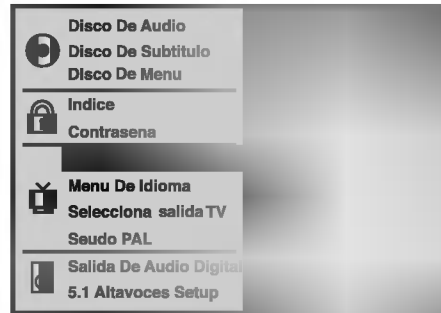 Disco De Audio
Disco De Subtitulo
Disco De Menu
Indice
Contrasena
Menu De Idioma
Selecciona salida TV
Seudo PAL
Salida De Audio Digital
5.1 Altavoces Setup